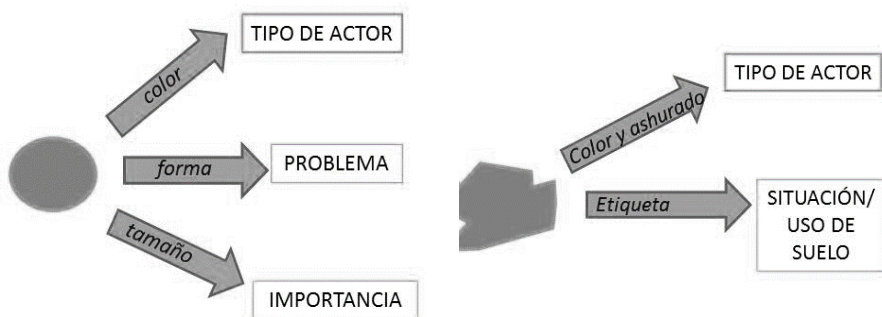 TIPO DE ACTOR
color
forma
PROBLEMA
tamaño
IMPORTANCIA
TIPO DE ACTOR
Color y ashurado
Etiqueta
SITUACIÓN/
USO DE
SUELO